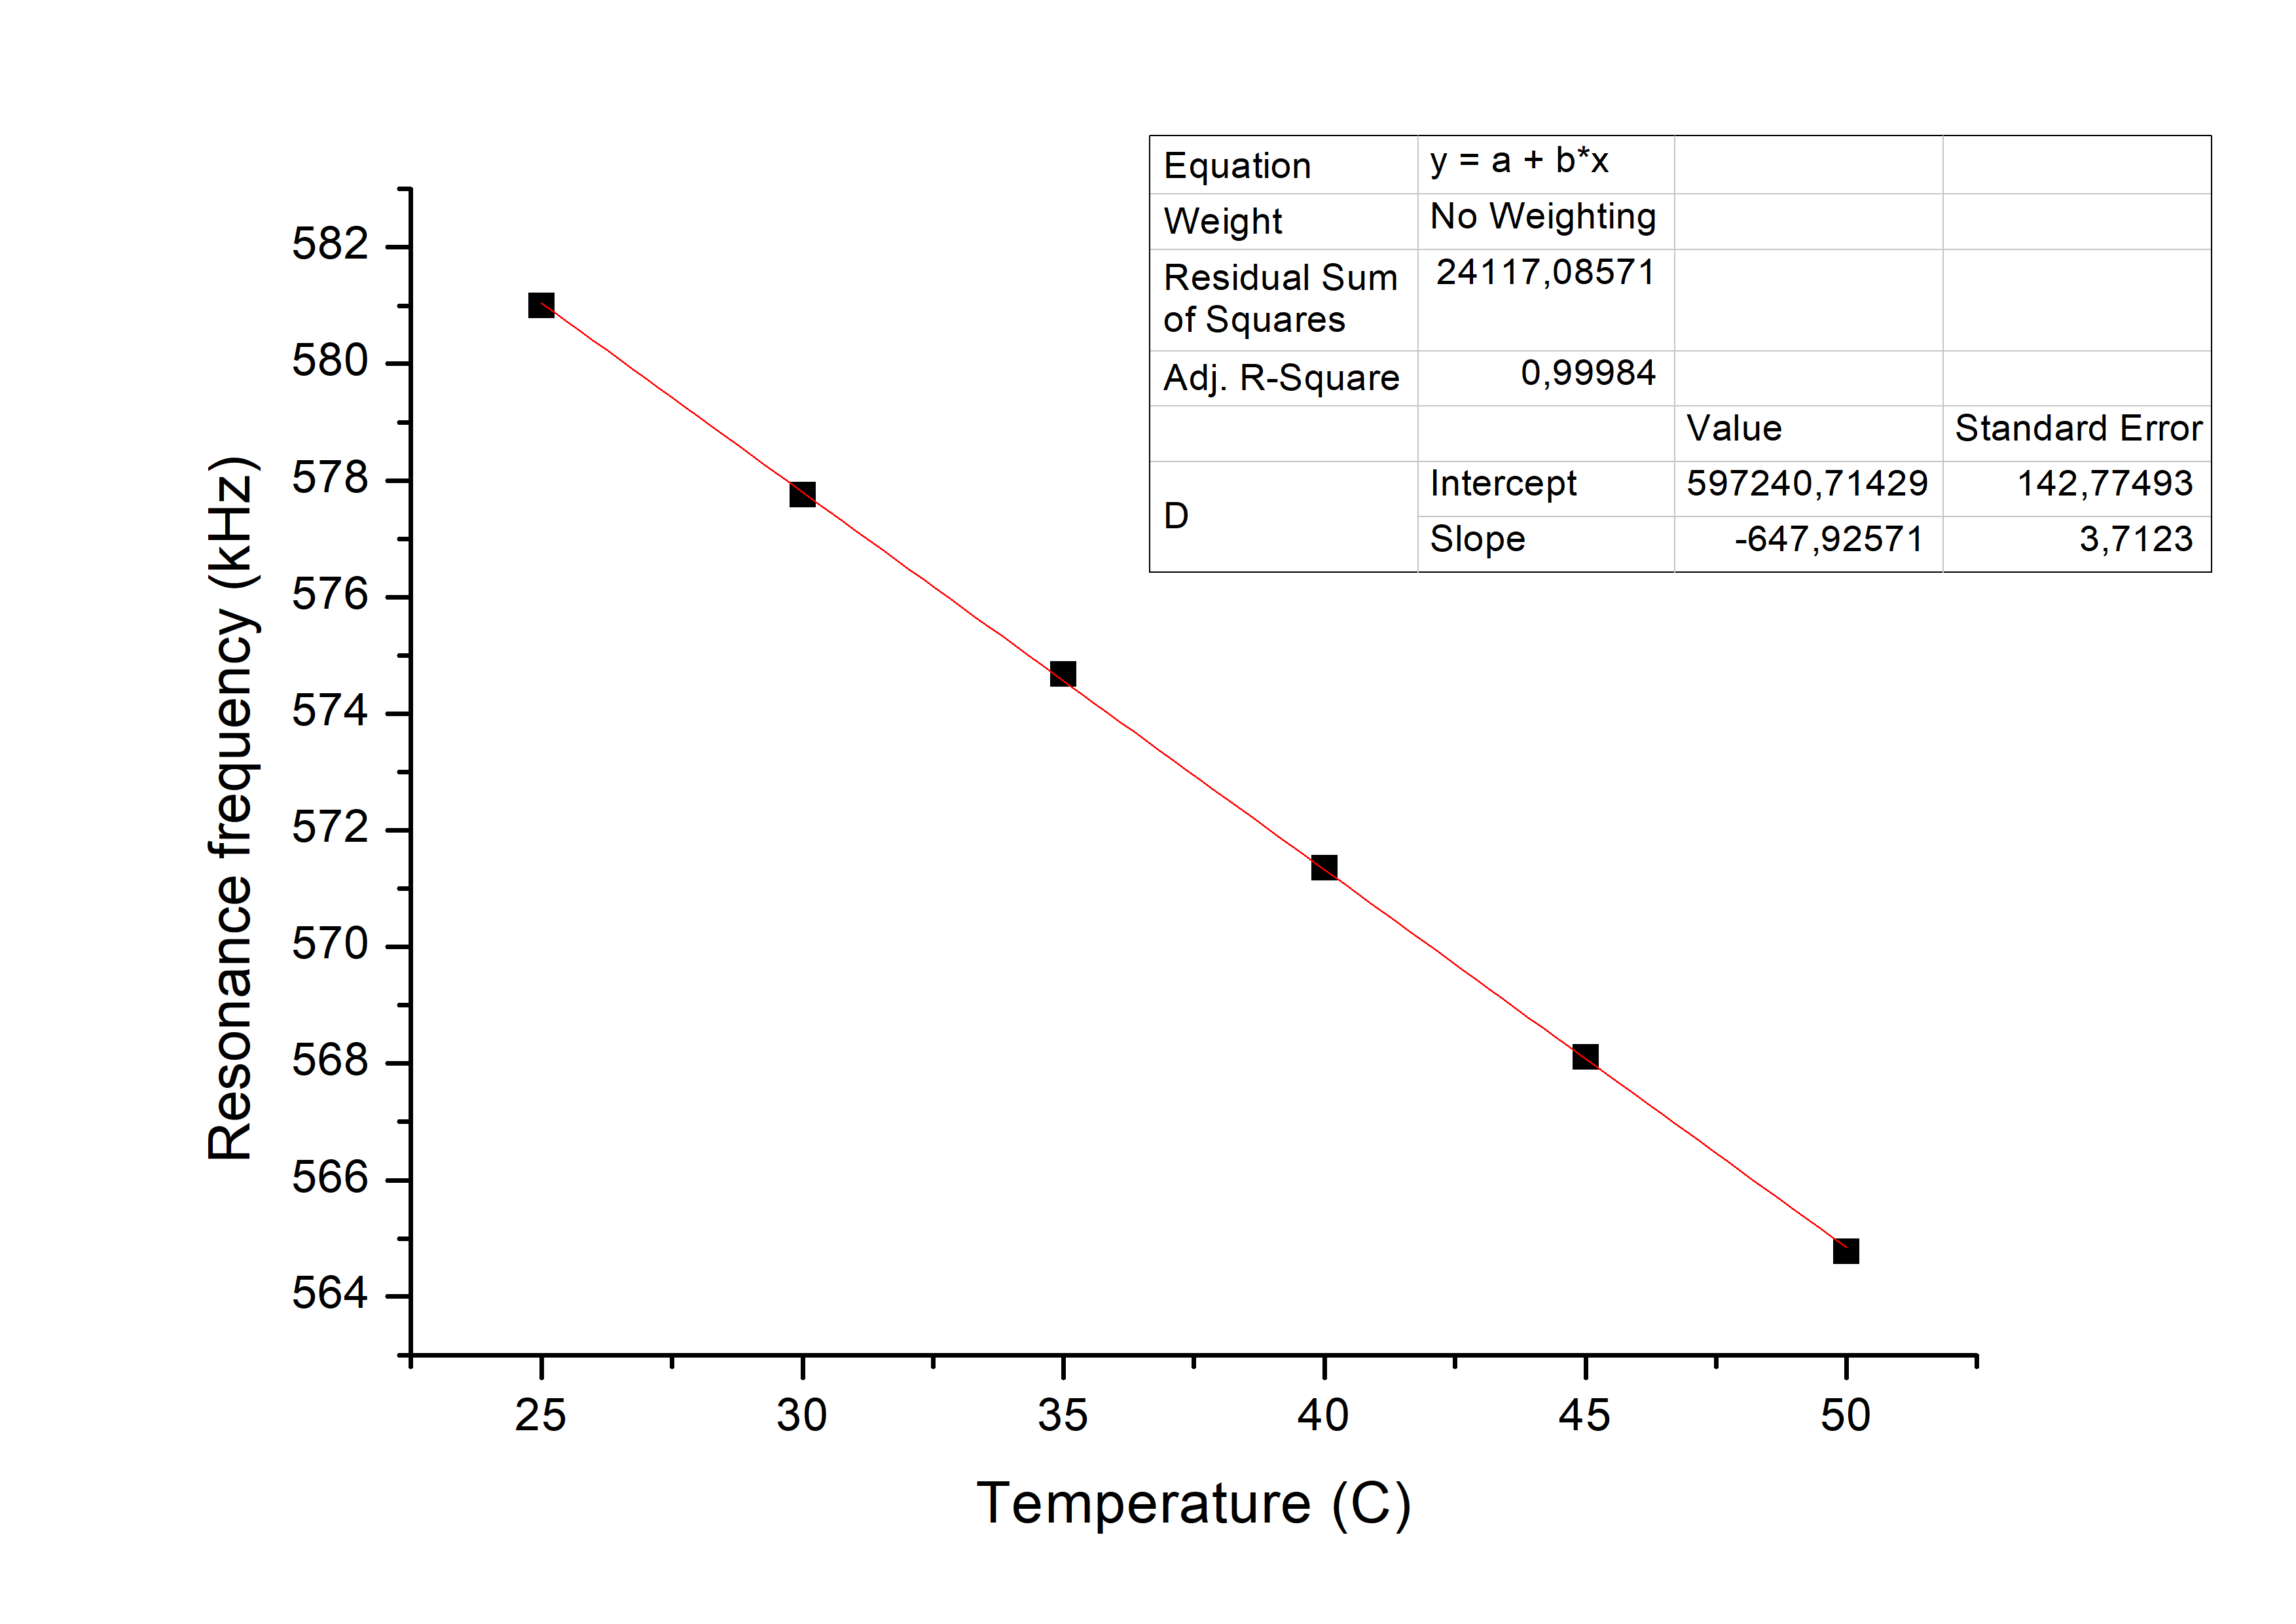 Equation y = a + b*x
Weight No Weighting
Residual Sum of Squares 24117,08571
Adj. R-Square 0,99984
Value Standard Error
D Intercept 597240,71429 142,77493
Slope -647,92571 3,7123
Resonance frequency (kHz)
582
580
578
576
574
572
570
568
566
564
25 30 35 40 45 50
Temperature (C)